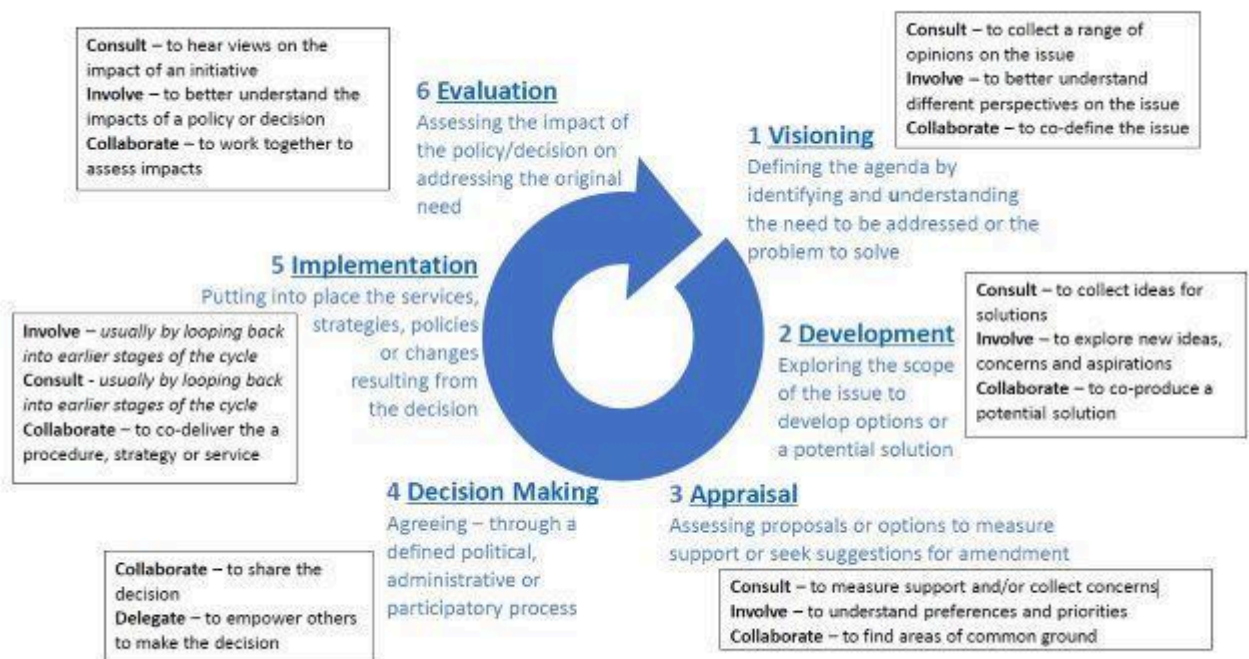 Consult – to collect a range of
opinions on the issue
Involve – to better understand
different perspectives on the issue
Collaborate – to co-define the issue
1 Visioning
Defining the agenda by
identifying and understanding
the need to be addressed or the
problem to solve
Consult – to collect ideas for
solutions
Involve – to explore new ideas,
concerns and aspirations
Collaborate – to co-produce a
potential solution
2 Development
Exploring the scope
of the issue to
develop options or
a potential solution
3 Appraisal
Assessing proposals or options to measure
support or seek suggestions for amendment
Consult – to measure support and/or collect concerns
Involve – to understand preferences and priorities
Collaborate – to find areas of common ground
4 Decision Making
Agreeing – through a
defined political,
administrative or
participatory process
Collaborate – to share the
decision
Delegate – to empower others
to make the decision
5 Implementation
Putting into place the services,
strategies, policies
or changes
resulting from
the decision
Involve – usually by looping back
into earlier stages of the cycle
Consult - usually by looping back
into earlier stages of the cycle
Collaborate – to co-deliver the a
procedure, strategy or service
6 Evaluation
Assessing the impact of
the policy/decision on
addressing the original
need
Consult – to hear views on the
impact of an initiative
Involve – to better understand the
impacts of a policy or decision
Collaborate – to work together to
assess impacts